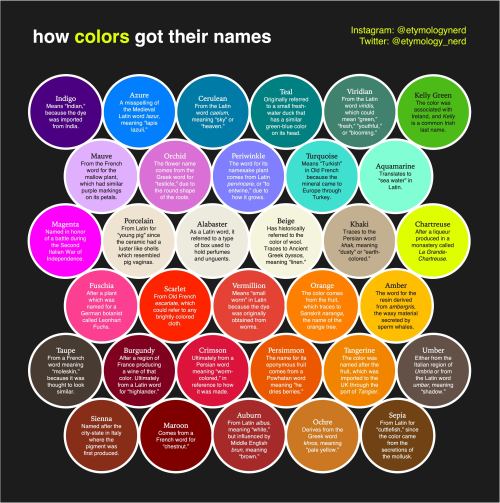 how colors got their names
Instagram: @etymologynerd
Twitter: @etymology_nerd
Indigo
Means "Indian,"
because the dye
was imported
from India.
Azure
A misspelling of
the Medieval
Latin word lazur,
meaning "lapis
lazuli."
Cerulean
From the Latin
word caelum,
meaning "sky" or
"heaven."
Teal
Originally referred
to a small fresh-
water duck that
has a similar
green-blue color
on its head.
Viridian
From the Latin
word viridis,
which could
mean "green,"
"fresh," "youthful,"
or "blooming."
Kelly Green
The color was
associated with
Ireland, and Kelly
is a common Irish
last name.
Mauve
From the French
word for the
mallow plant,
which had similar
purple markings
on its petals.
Orchid
The flower name
comes from the
Greek word for
"testicle," due to
the round shape
of the roots.
Periwinkle
The word for its
namesake plant
comes from Latin
pervincire, or "to
entwine," due to
how it grows.
Turquoise
Means "Turkish"
in Old French
because the
mineral came to
Europe through
Turkey.
Aquamarine
Translates to
"sea water" in
Latin.
Magenta
Named in honor
of a battle during
the Second
Italian War of
Independence.
Porcelain
From Latin for
"young pig" since
the ceramic had a
luster like shells
which resembled
pig vaginas.
Alabaster
As a Latin word, it
referred to a type
of box used to
hold perfumes
and unguents.
Beige
Has historically
referred to the
color of wool.
Traces to Ancient
Greek byssos,
meaning "linen."
Khaki
Traces to the
Persian word
khak, meaning
"dusty" or "earth-
colored."
Chartreuse
After a liqueur
produced in a
monastery called
La Grande-
Chartreuse.
Fuschia
After a plant
which was
named for a
German botanist
called Leonhart
Fuchs.
Scarlet
From Old French
escarlate, which
could refer to any
brightly-colored
cloth.
Vermillion
Means "small
worm" in Latin
because the dye
was originally
obtained from
worms.
Orange
The color comes
from the fruit,
which traces to
Sanskrit naranga,
the name of the
orange tree.
Amber
The word for the
resin derived from
ambergris,
the waxy material
secreted by
sperm whales.
Taupe
From a French
word meaning
"moleskin,"
because it was
thought to look
similar.
Burgundy
After a region of
France producing
a wine of that
color. Ultimately
from a Latin word
for "highlander."
Crimson
Ultimately from a
Persian word
meaning "worm-
colored," in
reference to how
it was made.
Persimmon
The name for its
eponymous fruit
comes from a
Powhatan word
meaning "he
dries berries."
Tangerine
The color was
named after the
fruit, which was
imported to the
UK through the
port of Tangier.
Umber
Either from the
Italian region of
Umbria or from
the Latin word
umber, meaning
"shadow."
Sienna
Named after the
city-state in Italy
where the
pigment was
first produced.
Maroon
Comes from a
French word for
"chestnut."
Auburn
From Latin albus,
meaning "white,"
but influenced by
Middle English
brun, meaning
"brown."
Ochre
Derives from the
Greek word
khros, meaning
"pale yellow."
Sepia
From Latin for
"cuttlefish," since
the color came
from the
secretions of
the mollusk.